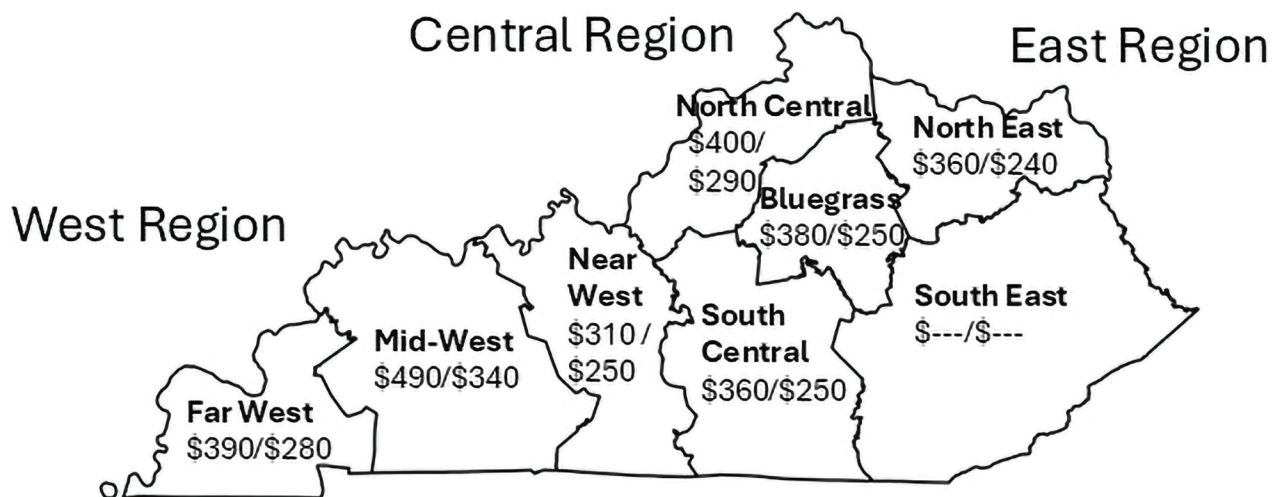 Central Region
East Region
West Region
North Central
$400/
$290
North East
$360/$240
Bluegrass
$380/$250
Near
West
$310/
$250
South
Central
$360/$250
South East
$---/$---
Mid-West
$490/$340
Far West
$390/$280